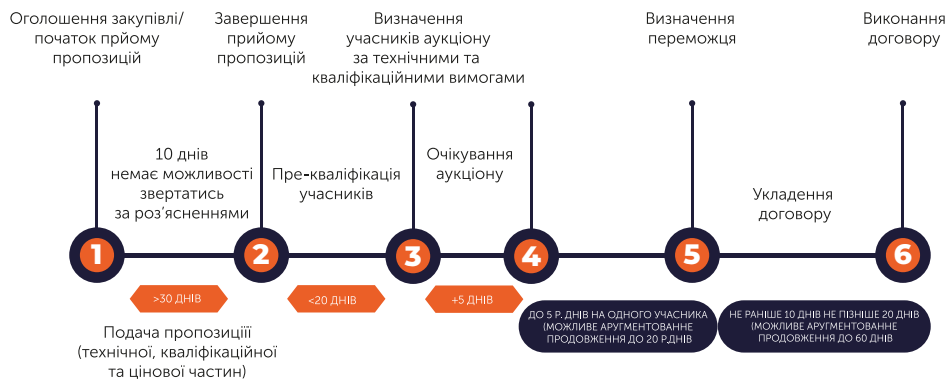 Оголошення закупівлі/
початок прйому
пропозицій
Завершення
прийому
пропозицій
Визначення
учасників аукціону
за технічними та
кваліфікаційними вимогами
Визначення
переможця
Виконання
договору
10 днів
немає можливості
звертатись
за роз’ясненнями
Пре-кваліфікація
учасників
Очікування
аукціону
Укладення
договору
1
2
3
4
5
6
>30 ДНІВ
<20 ДНІВ
+5 ДНІВ
ДО 5 Р. ДНІВ НА ОДНОГО УЧАСНИКА
(МОЖЛИВЕ АРУГМЕНТОВАННЕ
ПРОДОВЖЕННЯ ДО 20 Р.ДНІВ
НЕ РАНІШЕ 10 ДНІВ НЕ ПІЗНІШЕ 20 ДНІВ
(МОЖЛИВЕ АРУГМЕНТОВАННЕ
ПРОДОВЖЕННЯ ДО 60 ДНІВ
Подача пропозиціїї
(технічної, кваліфікаційної
та цінової частин)